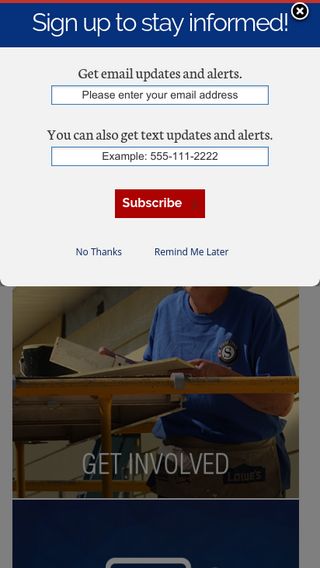 Sign up to stay informed!
Get email updates and alerts.
Please enter your email address
You can also get text updates and alerts.
Example: 555-111-2222
Subscribe
No Thanks
Remind Me Later
GET INVOLVED
LOWE'S